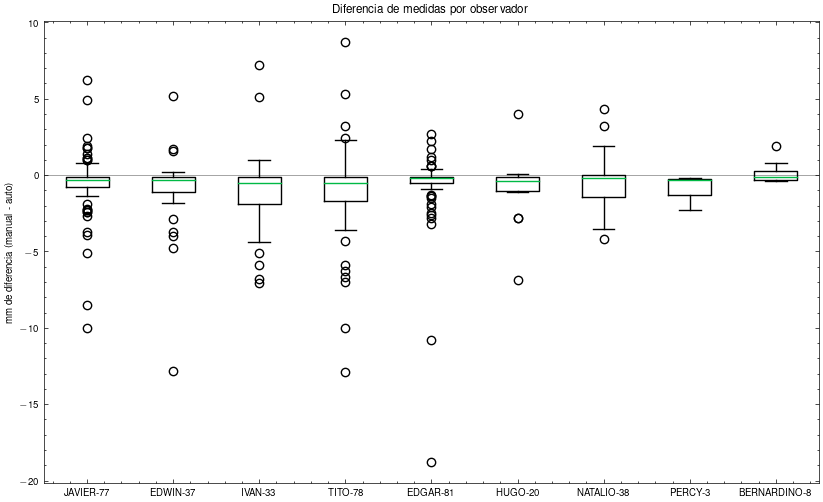 Diferencia de medidas por observador
mm de diferencia (manual - auto)
10
5
0
−5
−10
−15
−20
JAVIER-77 EDWIN-37 IVAN-33 TITO-78 EDGAR-81 HUGO-20 NATALIO-38 PERCY-3 BERNARDINO-8